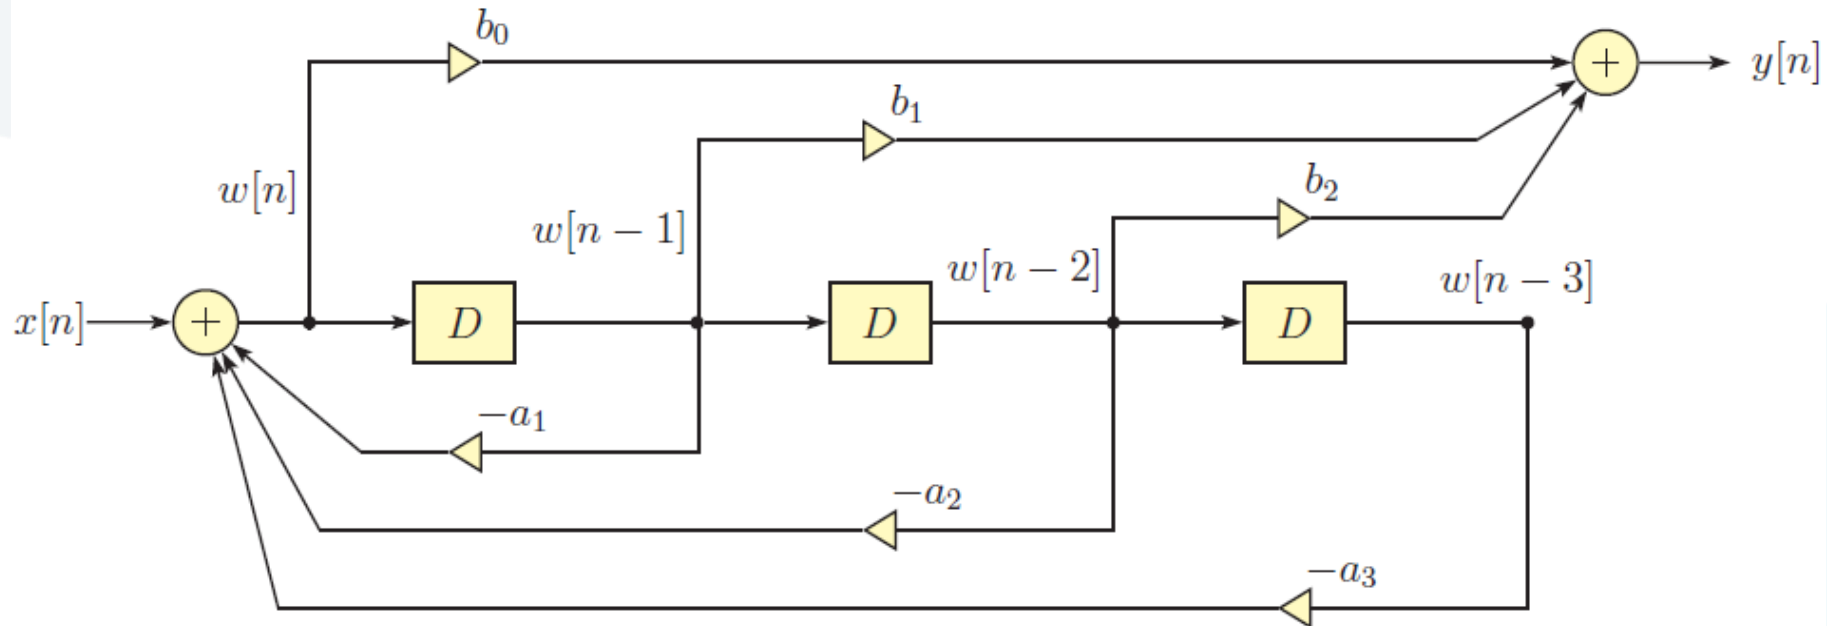 b₀
+
y[n]
b₁
w[n]
b₂
w[n − 1]
w[n − 2]
w[n − 3]
x[n]
+
D
D
D
−a₁
−a₂
−a₃